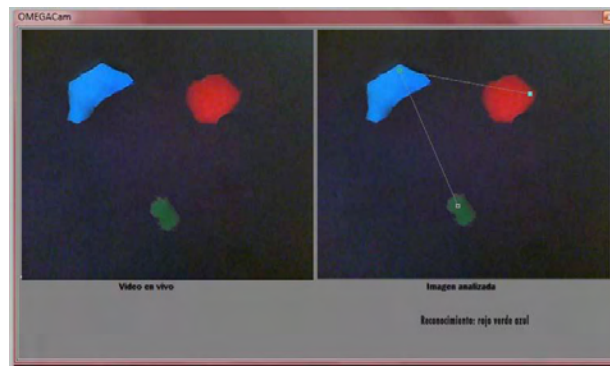 OMEGACam
Video en vivo
Imagen analizada
Reconocimiento: rojo verde azul